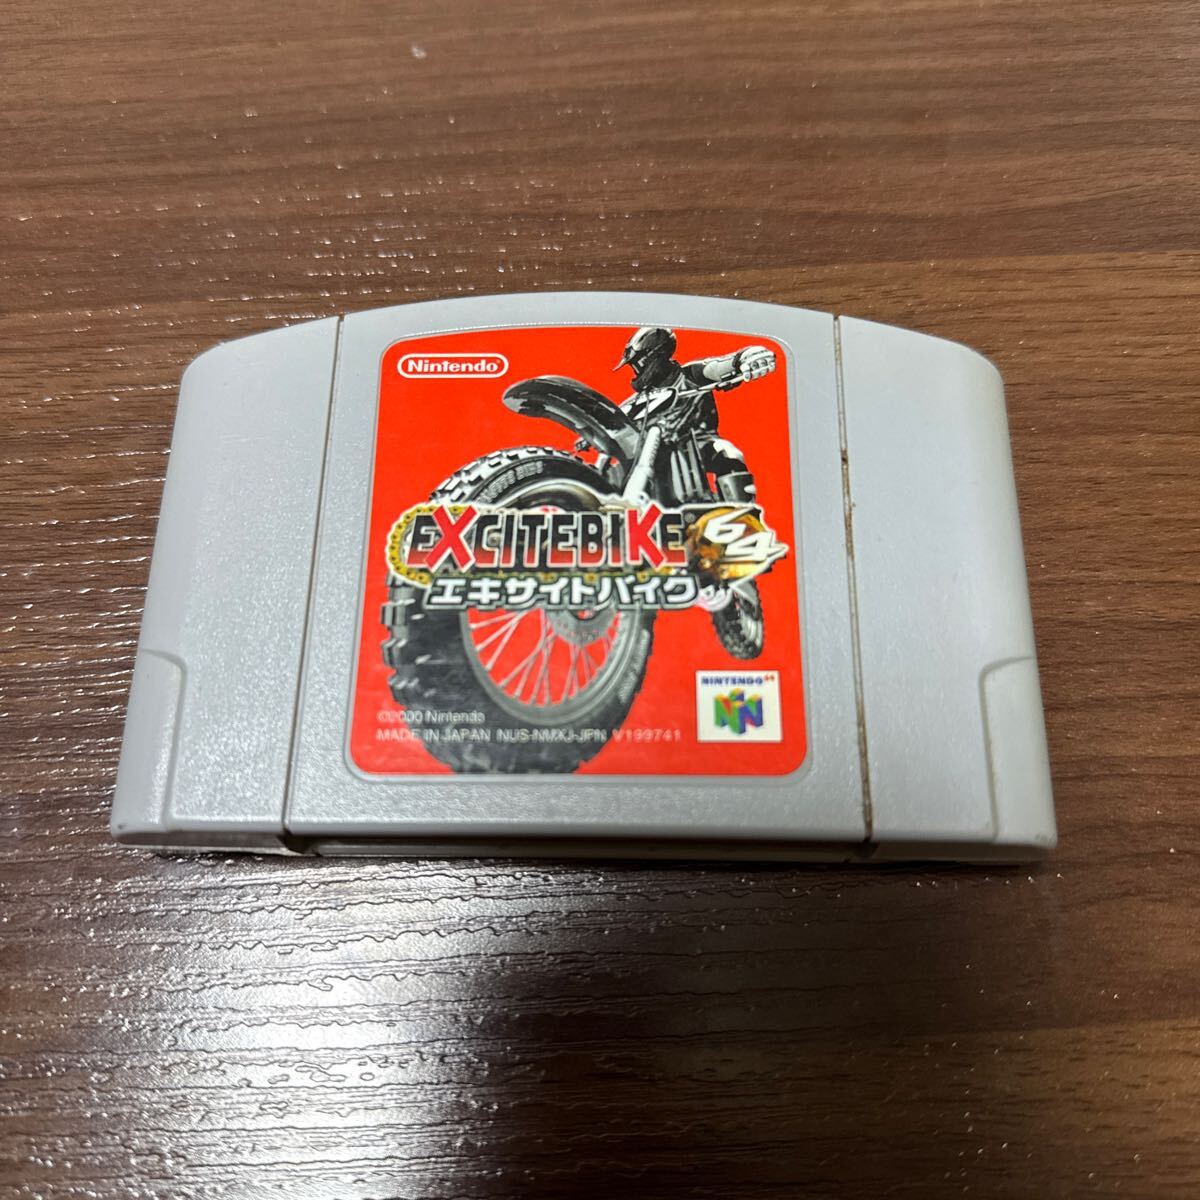 Nintendo
EXCITEBIKE® 64
エキサイトバイク
NINTENDO 64
©2000 Nintendo
MADE IN JAPAN NUS-NMXJ-JPN V199741